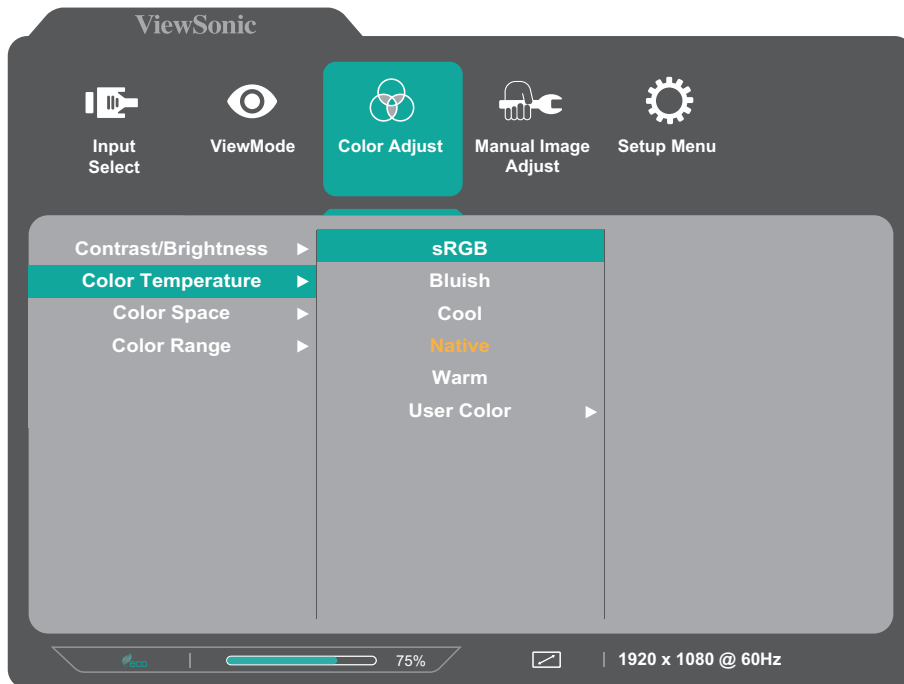 ViewSonic
Input
Select
ViewMode
Color Adjust
Manual Image
Adjust
Setup Menu
Contrast/Brightness
Color Temperature
Color Space
Color Range
sRGB
Bluish
Cool
Native
Warm
User Color
eco
75%
1920 x 1080 @ 60Hz